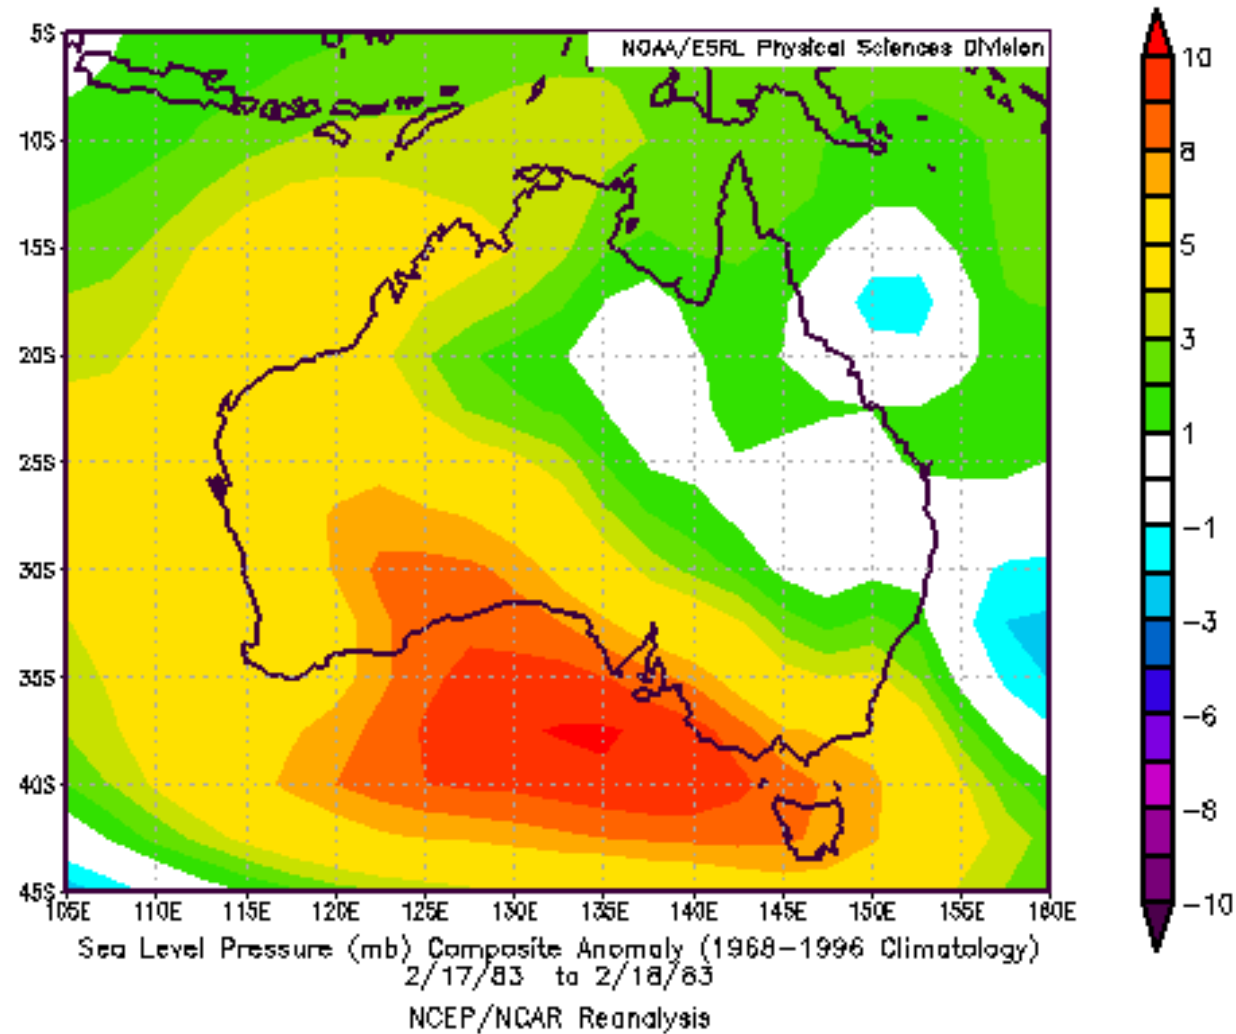 NOAA/ESRL Physical Sciences Division
5S
10S
15S
20S
25S
30S
35S
40S
45S
105E 110E 115E 120E 125E 130E 135E 140E 145E 150E 155E 160E
10
8
5
3
1
-1
-3
-6
-8
-10
Sea Level Pressure (mb) Composite Anomaly (1968-1996 Climatology)
2/17/83 to 2/18/83
NCEP/NCAR Reanalysis